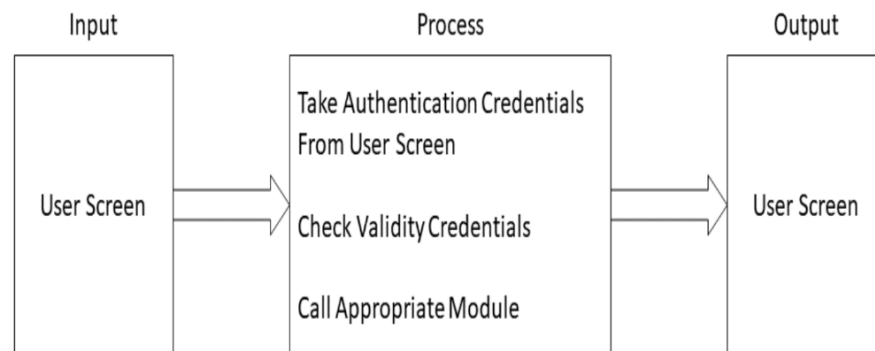 Input
Process
Output
User Screen
Take Authentication Credentials
From User Screen
Check Validity Credentials
Call Appropriate Module
User Screen